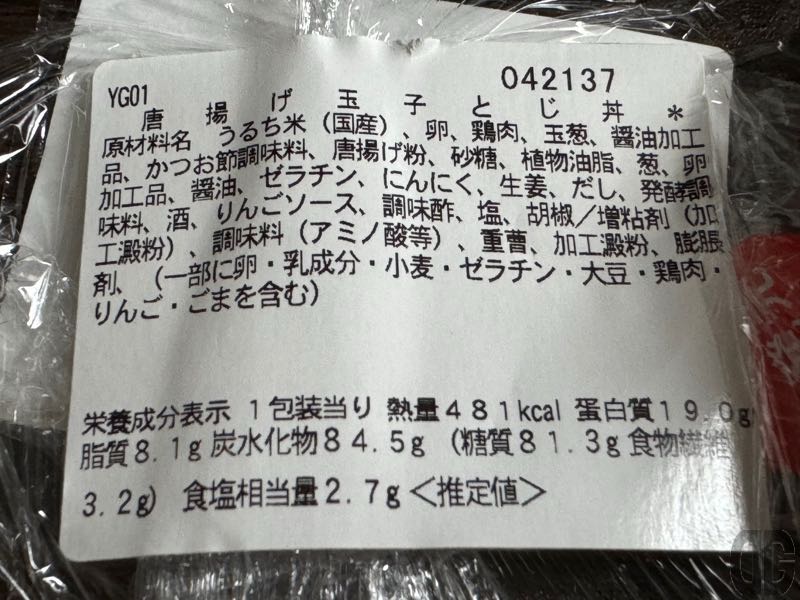 YG01 042137
唐揚げ玉子とじ丼*
原材料名 うるち米（国産）、卵、鶏肉、玉葱、醤油加工
品、かつお節調味料、唐揚げ粉、砂糖、植物油脂、葱、卵
加工品、醤油、ゼラチン、にんにく、生姜、だし、発酵調
味料、酒、りんごソース、調味酢、塩、胡椒／増粘剤（加
工澱粉）、調味料（アミノ酸等）、重曹、加工澱粉、膨脹
剤、（一部に卵・乳成分・小麦・ゼラチン・大豆・鶏肉・
りんご・ごまを含む）
栄養成分表示 1包装当り 熱量481kcal 蛋白質19.0g
脂質8.1g 炭水化物84.5g （糖質81.3g 食物繊維
3.2g） 食塩相当量2.7g＜推定値＞